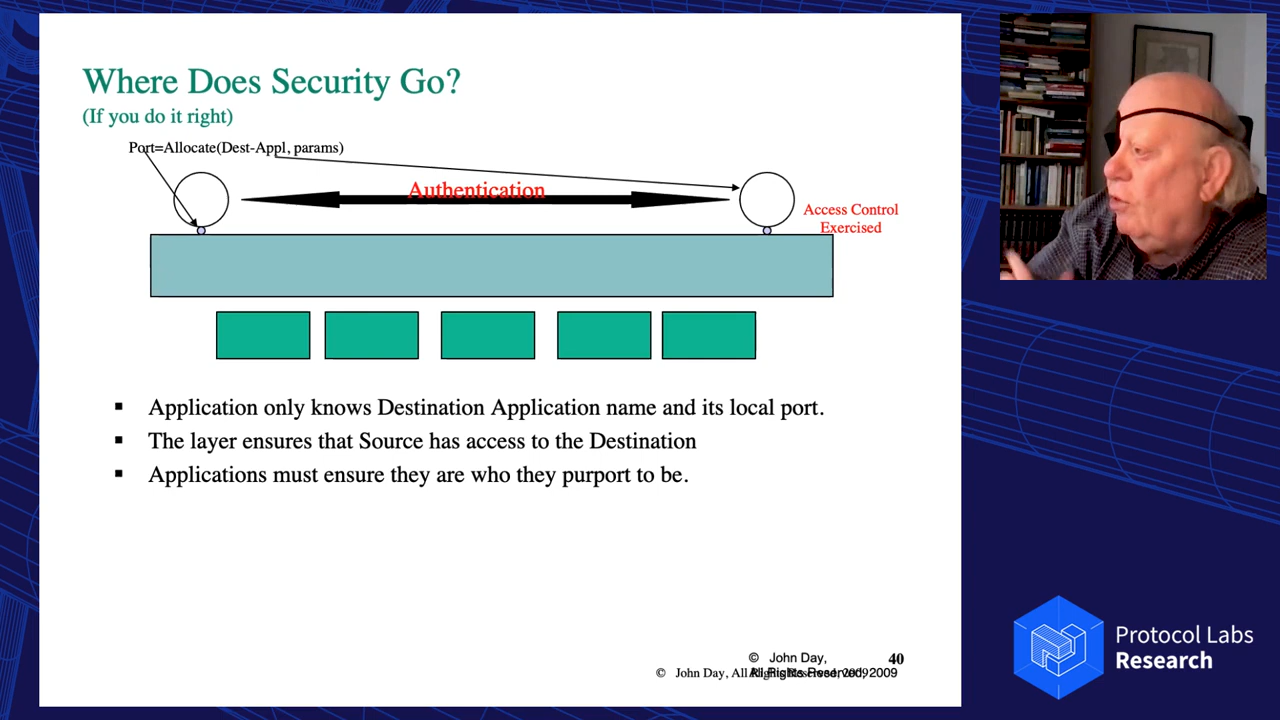 Where Does Security Go?
(If you do it right)
Port=Allocate(Dest-Appl, params)
Authentication
Access Control
Exercised
▪ Application only knows Destination Application name and its local port.
▪ The layer ensures that Source has access to the Destination
▪ Applications must ensure they are who they purport to be.
© John Day, 40
© John Day, All Rights Reserved, 2009
Protocol Labs
Research